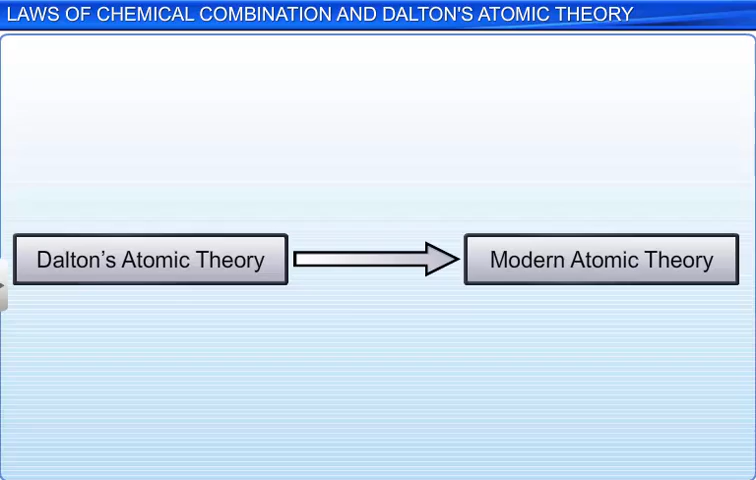 LAWS OF CHEMICAL COMBINATION AND DALTON'S ATOMIC THEORY
Dalton’s Atomic Theory
Modern Atomic Theory